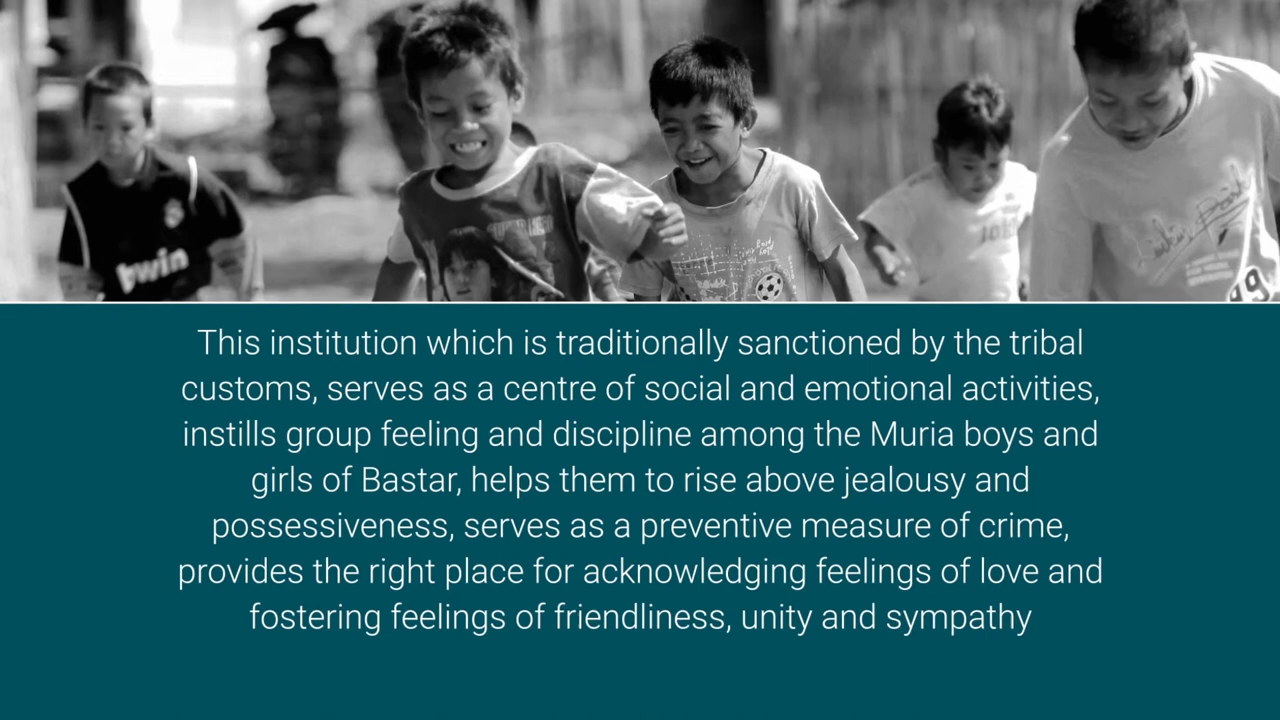 bwin
This institution which is traditionally sanctioned by the tribal
customs, serves as a centre of social and emotional activities,
instills group feeling and discipline among the Muria boys and
girls of Bastar, helps them to rise above jealousy and
possessiveness, serves as a preventive measure of crime,
provides the right place for acknowledging feelings of love and
fostering feelings of friendliness, unity and sympathy